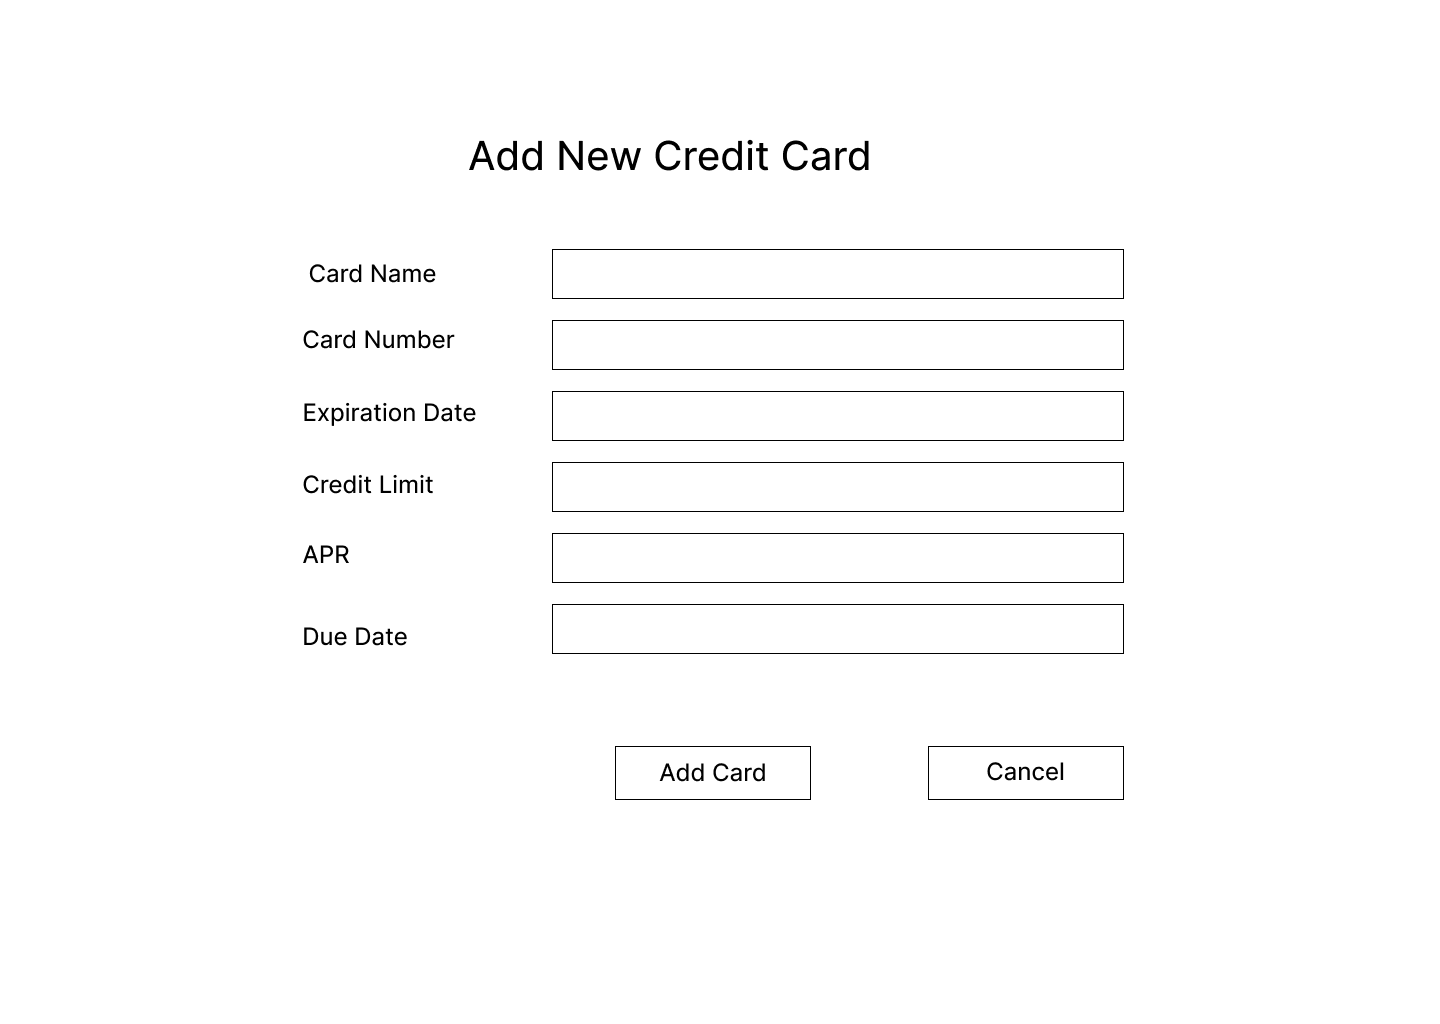 Add New Credit Card
Card Name
Card Number
Expiration Date
Credit Limit
APR
Due Date
Add Card
Cancel